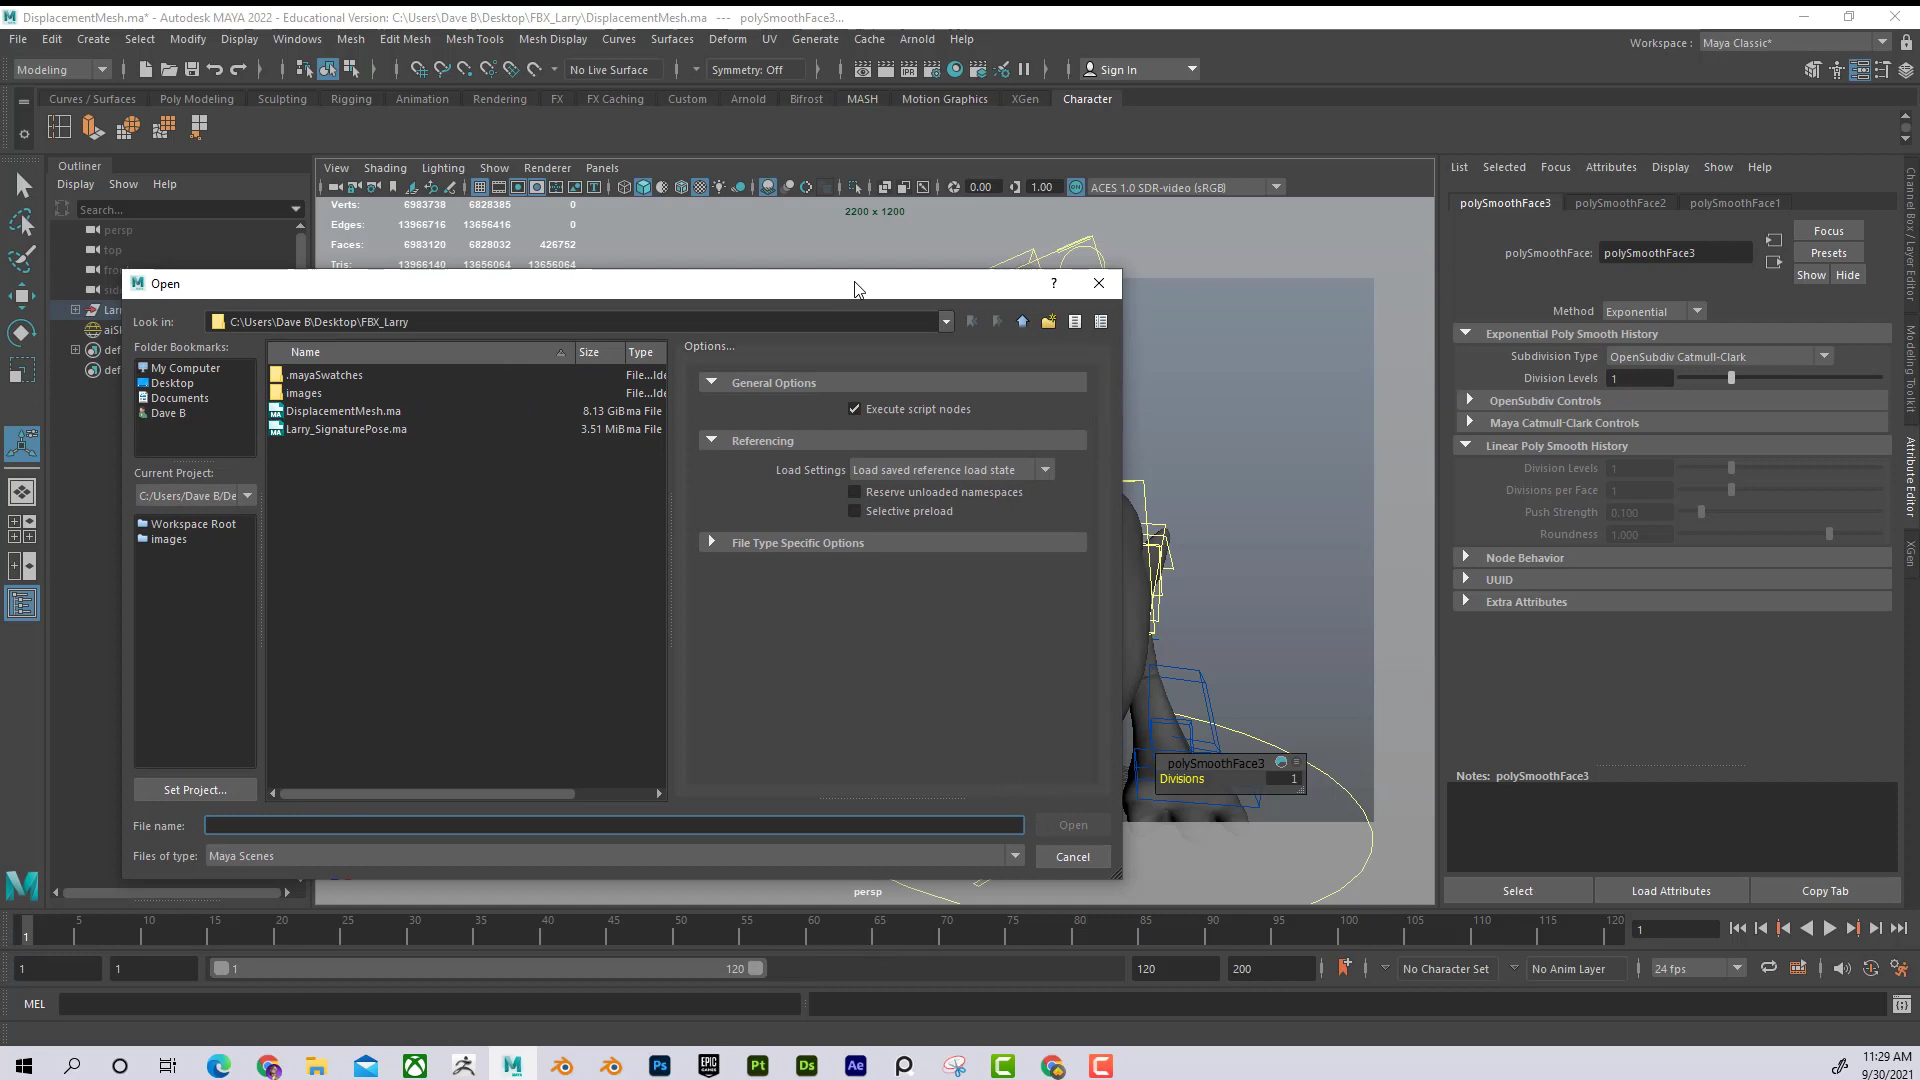 DisplacementMesh.ma* - Autodesk MAYA 2022 - Educational Version: C:\Users\Dave B\Desktop\FBX_Larry\DisplacementMesh.ma   ---   polySmoothFace3...
File Edit Create Select Modify Display Windows Mesh Edit Mesh Mesh Tools Mesh Display Curves Surfaces Deform UV Generate Cache Arnold Help
Workspace : Maya Classic*
Modeling No Live Surface Symmetry: Off Sign In
Curves / Surfaces Poly Modeling Sculpting Rigging Animation Rendering FX FX Caching Custom Arnold Bifrost MASH Motion Graphics XGen Character
Outliner
Display Show Help
Search...
persp
top
View Shading Lighting Show Renderer Panels
0.00 1.00 ACES 1.0 SDR-video (sRGB)
Verts: 6983738 6828385 0
Edges: 13966716 13656416 0
Faces: 6983120 6828032 426752
Tris: 13966140 13656064 13656064
2200 x 1200
Open
?
Look in: C:\Users\Dave B\Desktop\FBX_Larry
Folder Bookmarks:
My Computer
Desktop
Documents
Dave B
Current Project:
C:/Users/Dave B/De
Workspace Root
images
Set Project...
Name Size Type
.mayaSwatches File...lde
images File...lde
DisplacementMesh.ma 8.13 GiB ma File
Larry_SignaturePose.ma 3.51 MiB ma File
Options...
General Options
Execute script nodes
Referencing
Load Settings Load saved reference load state
Reserve unloaded namespaces
Selective preload
File Type Specific Options
File name:
Open
Files of type: Maya Scenes
Cancel
polySmoothFace3
Divisions 1
persp
List Selected Focus Attributes Display Show Help
polySmoothFace3 polySmoothFace2 polySmoothFace1
Focus
polySmoothFace: polySmoothFace3
Presets
Show Hide
Method Exponential
Exponential Poly Smooth History
Subdivision Type OpenSubdiv Catmull-Clark
Division Levels 1
OpenSubdiv Controls
Maya Catmull-Clark Controls
Linear Poly Smooth History
Division Levels 1
Divisions per Face 1
Push Strength 0.100
Roundness 1.000
Node Behavior
UUID
Extra Attributes
Notes: polySmoothFace3
Select Load Attributes Copy Tab
Channel Box / Layer Editor
Modeling Toolkit
Attribute Editor
XGen
5 10 15 20 25 30 35 40 45 50 55 60 65 70 75 80 85 90 95 100 105 110 115 120
1
1
1 1 1 120 120 200 No Character Set No Anim Layer 24 fps
MEL
11:29 AM
9/30/2021